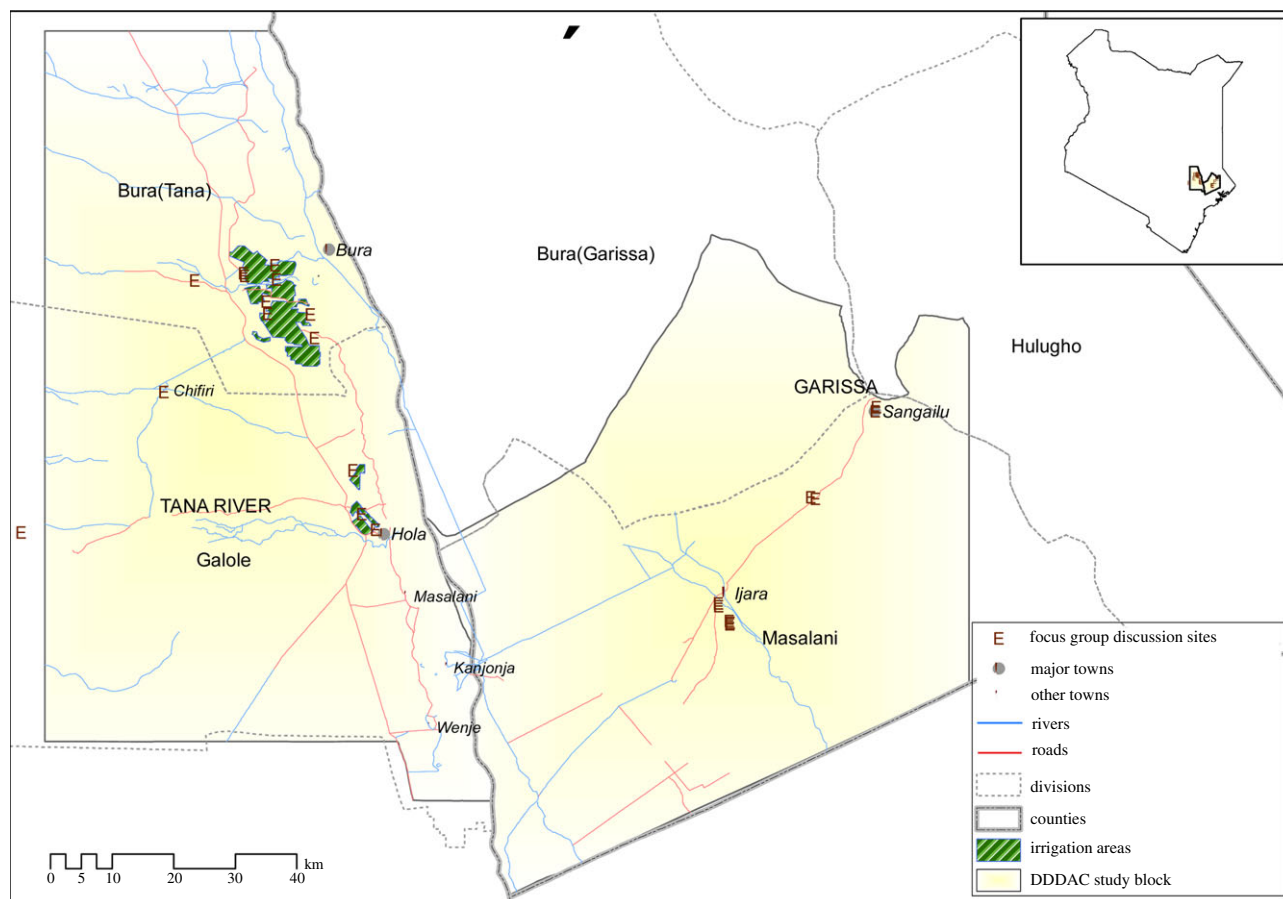 Bura(Tana)
Bura
Bura(Garissa)
Hulugho
E
E
E
E
E
E
E
E
E
GARISSA
E
Chifiri
E
E
Sangailu
E
E E
TANA RIVER
E
E
E
Hola
Galole
Masalani
Ijara
E
E
E
Masalani
Kanjonja
Wenje
E focus group discussion sites
major towns
other towns
rivers
roads
divisions
counties
irrigation areas
DDDAC study block
km
0 5 10 20 30 40